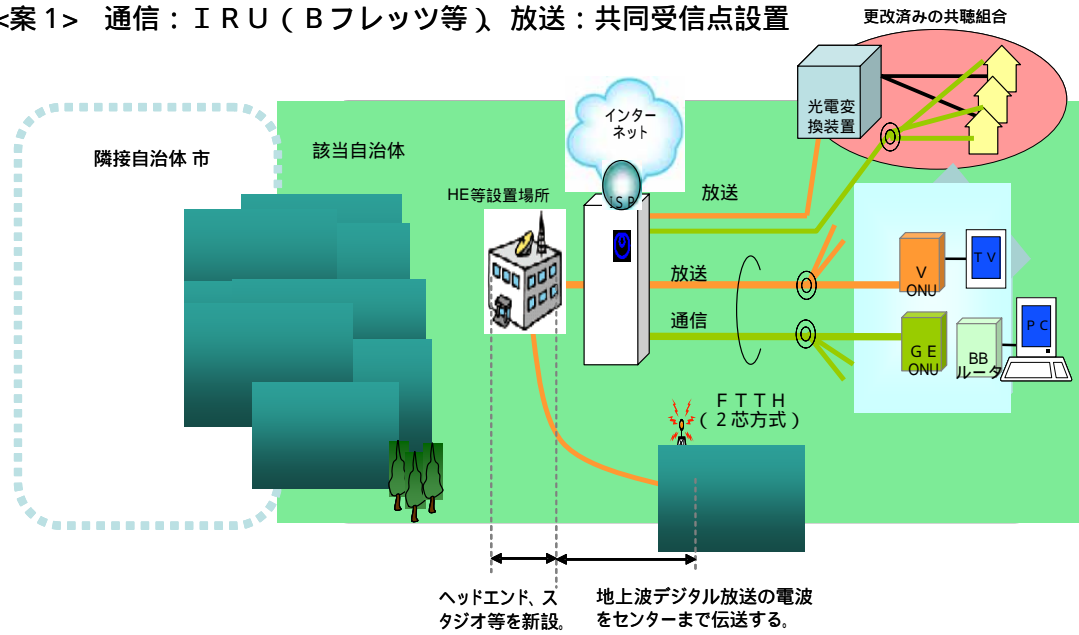 <案１>　通信：ＩＲＵ（Ｂフレッツ等）、放送：共同受信点設置
更改済みの共聴組合
光電変
換装置
インター
ネット
隣接自治体 市
該当自治体
HE等設置場所
ＩＳＰ
放送
放送
通信
Ｖ
ONU
ＴＶ
ＧＥ
ONU
BB
ルータ
ＰＣ
ＦＴＴＨ
（２芯方式）
ヘッドエンド、ス
タジオ等を新設。
地上波デジタル放送の電波
をセンターまで伝送する。